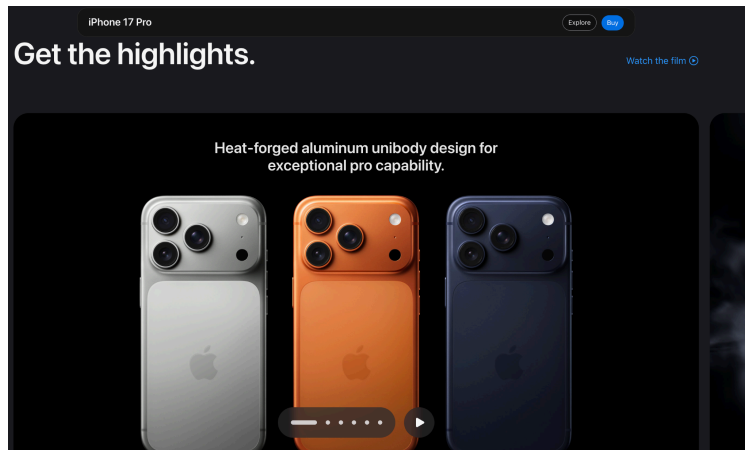 iPhone 17 Pro
Explore
Buy
Get the highlights.
Watch the film
Heat-forged aluminum unibody design for
exceptional pro capability.